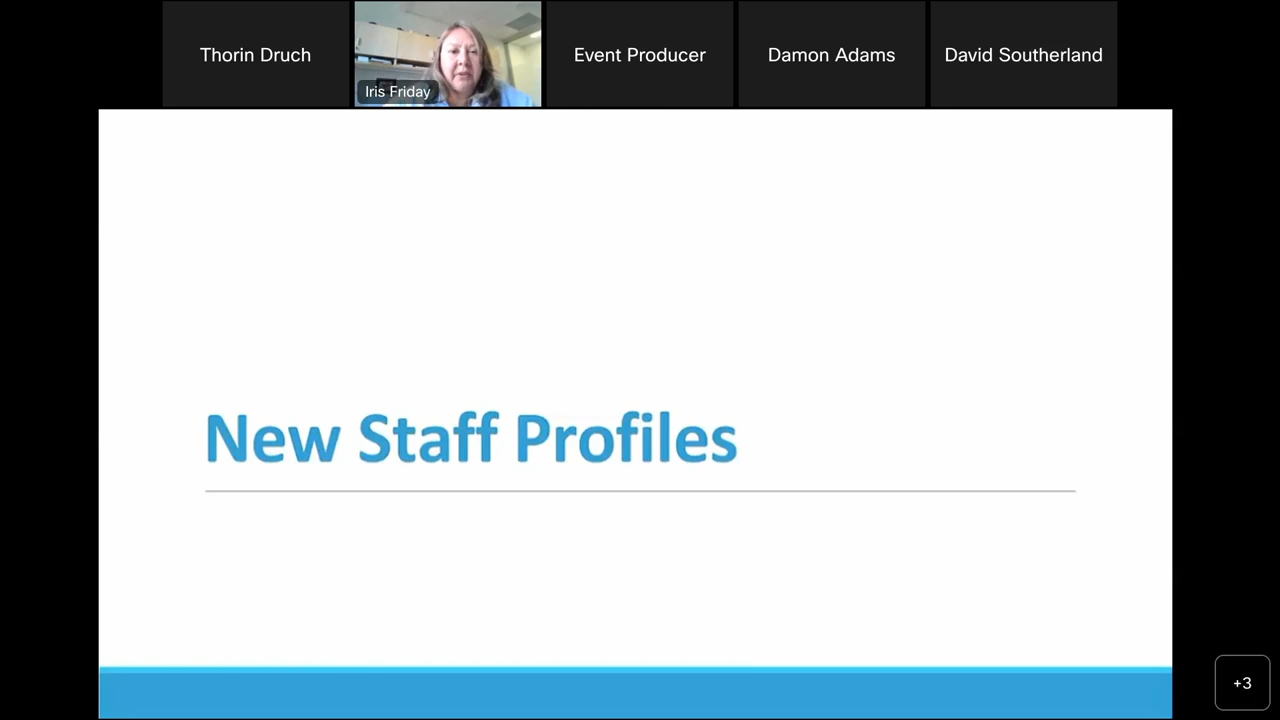 Thorin Druch
Iris Friday
Event Producer
Damon Adams
David Southerland
New Staff Profiles
+3